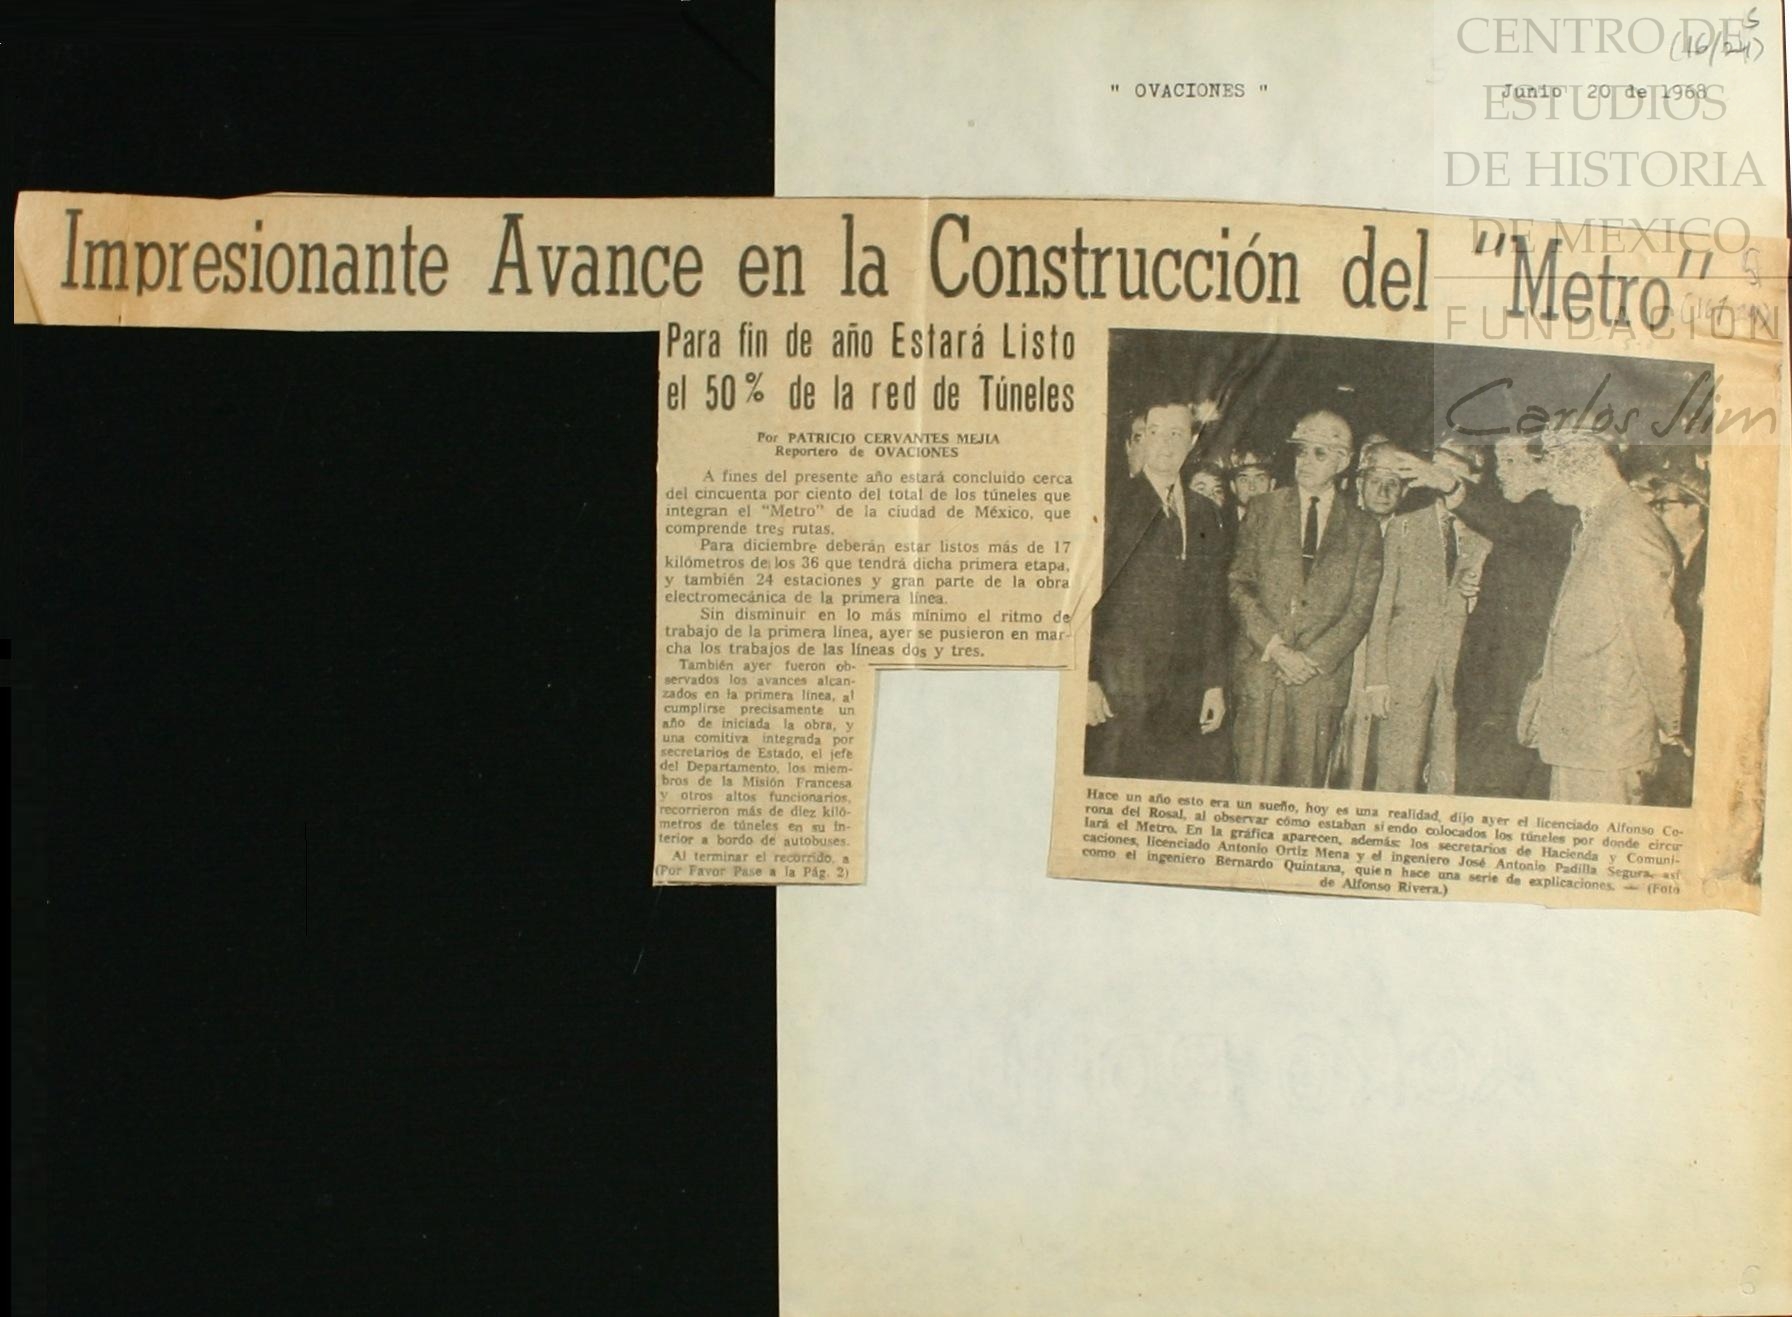 5
(16/24)
" OVACIONES "
Junio 20 de 1968
CENTRO DE
ESTUDIOS
DE HISTORIA
DE MEXICO
FUNDACIÓN
Carlos Slim
Impresionante Avance en la Construcción del "Metro"
Para fin de año Estará Listo
el 50% de la red de Túneles
Por PATRICIO CERVANTES MEJIA
Reportero de OVACIONES
A fines del presente año estará concluido cerca
del cincuenta por ciento del total de los túneles que
integran el "Metro" de la ciudad de México, que
comprende tres rutas.
Para diciembre deberán estar listos más de 17
kilómetros de los 36 que tendrá dicha primera etapa,
y también 24 estaciones y gran parte de la obra
electromecánica de la primera línea.
Sin disminuir en lo más mínimo el ritmo de
trabajo de la primera línea, ayer se pusieron en mar-
cha los trabajos de las líneas dos y tres.
También ayer fueron ob-
servados los avances alcan-
zados en la primera línea, al
cumplirse precisamente un
año de iniciada la obra, y
una comitiva integrada por
secretarios de Estado, el jefe
del Departamento, los miem-
bros de la Misión Francesa
y otros altos funcionarios,
recorrieron más de diez kiló-
metros de túneles en su in-
terior a bordo de autobuses.
Al terminar el recorrido, a
(Por Favor Pase a la Pág. 2)
Hace un año esto era un sueño, hoy es una realidad, dijo ayer el licenciado Alfonso Co-
rona del Rosal, al observar cómo estaban siendo colocados los túneles por donde circu
lará el Metro. En la gráfica aparecen, además: los secretarios de Hacienda y Comuni-
caciones, licenciado Antonio Ortiz Mena y el ingeniero José Antonio Padilla Segura, así
como el ingeniero Bernardo Quintana, quien hace una serie de explicaciones. — (Foto
de Alfonso Rivera.)
6